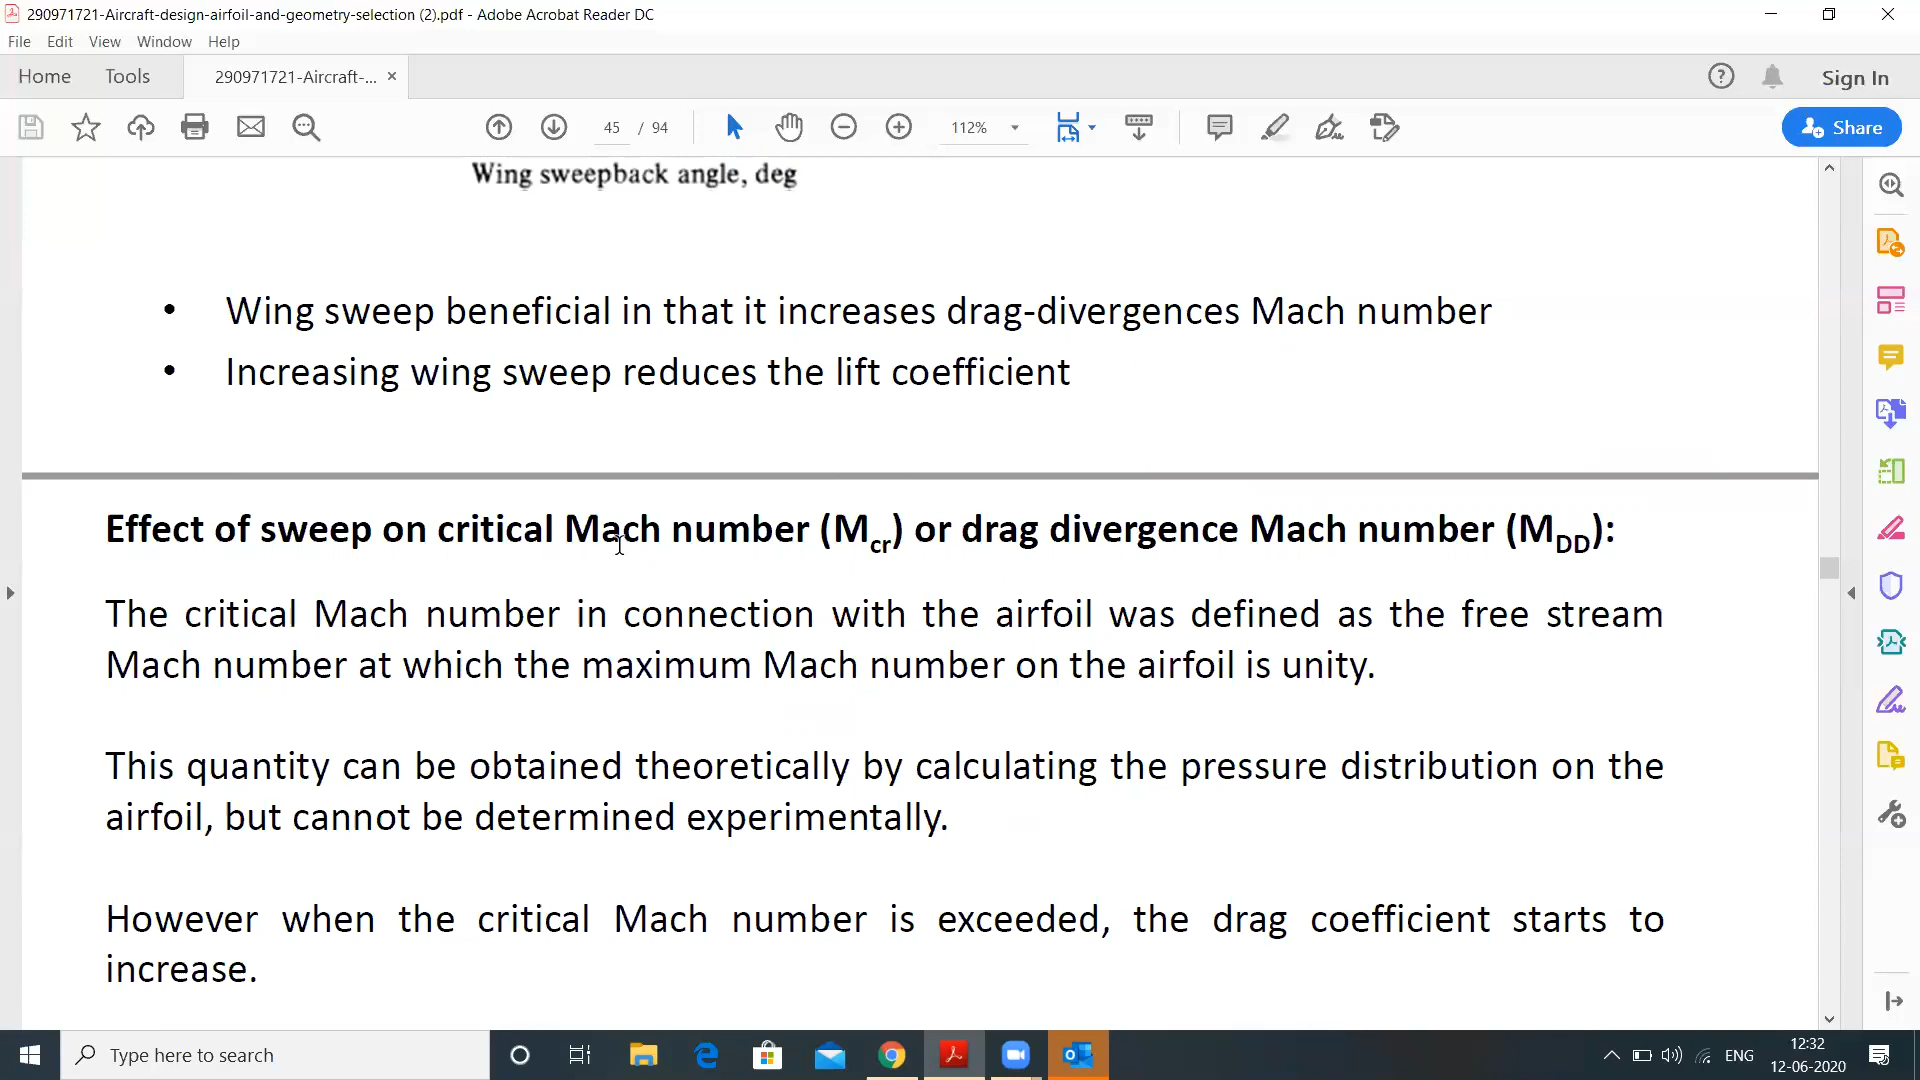 290971721-Aircraft-design-airfoil-and-geometry-selection (2).pdf - Adobe Acrobat Reader DC
File Edit View Window Help
Home Tools 290971721-Aircraft-... × Sign In
45 / 94 112% Share
Wing sweepback angle, deg
• Wing sweep beneficial in that it increases drag-divergences Mach number
• Increasing wing sweep reduces the lift coefficient
Effect of sweep on critical Mach number (Mcr) or drag divergence Mach number (MDD):
The critical Mach number in connection with the airfoil was defined as the free stream
Mach number at which the maximum Mach number on the airfoil is unity.
This quantity can be obtained theoretically by calculating the pressure distribution on the
airfoil, but cannot be determined experimentally.
However when the critical Mach number is exceeded, the drag coefficient starts to
increase.
Type here to search
ENG
12:32
12-06-2020